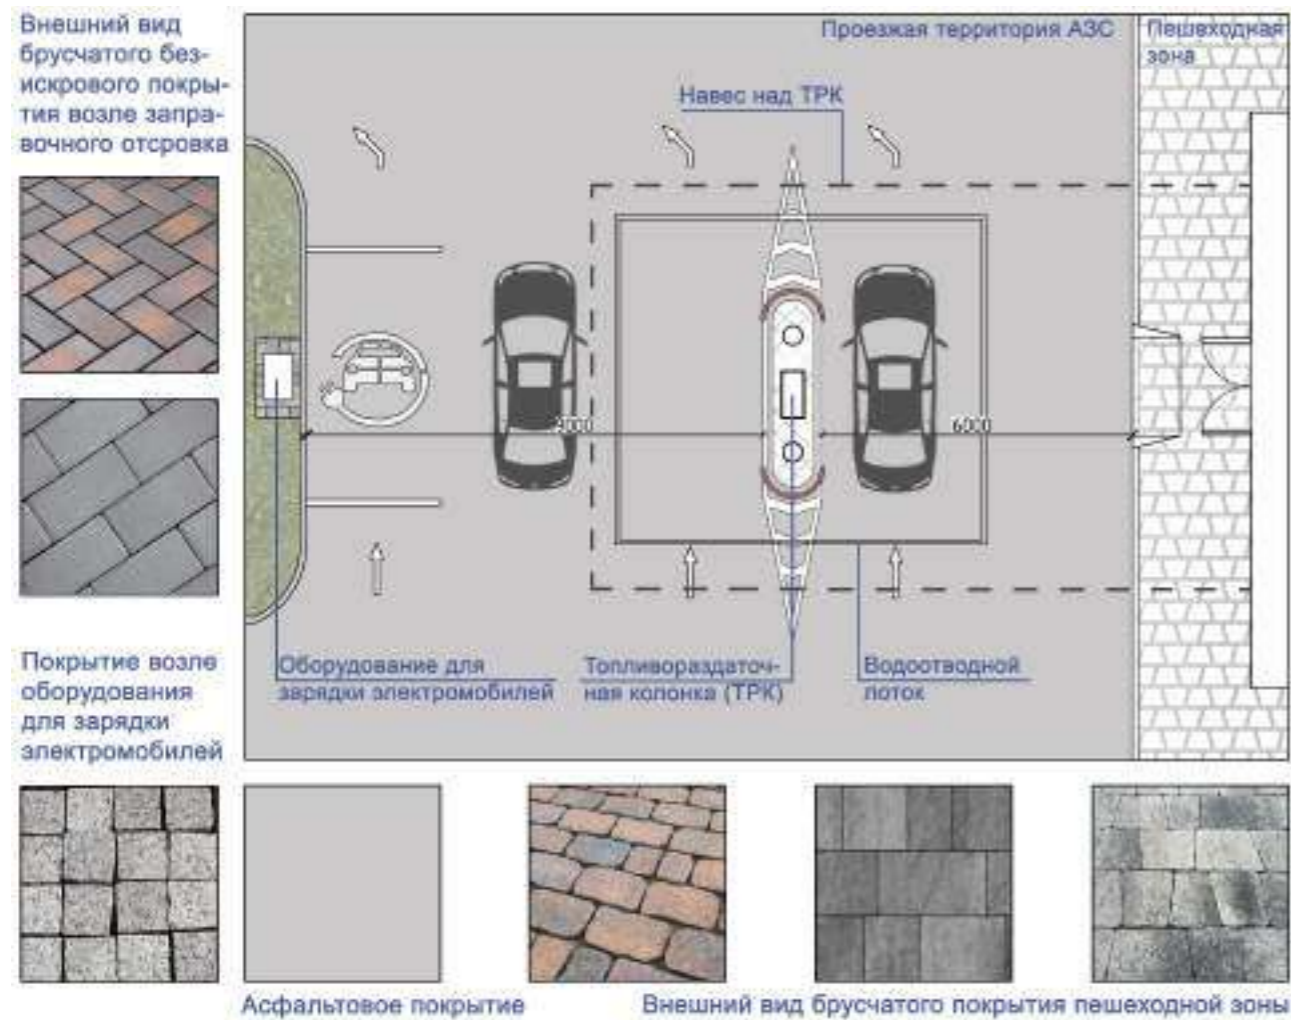 Внешний вид
брусчатого без-
искрового покры-
тия возле запра-
вочного отсровка
Проезжая территория АЗС
Пешеходная
зона
Навес над ТРК
9000
6000
Покрытие возле
оборудования
для зарядки
электромобилей
Оборудование для
зарядки электромобилей
Топливораздаточ-
ная колонка (ТРК)
Водоотводной
лоток
Асфальтовое покрытие
Внешний вид брусчатого покрытия пешеходной зоны